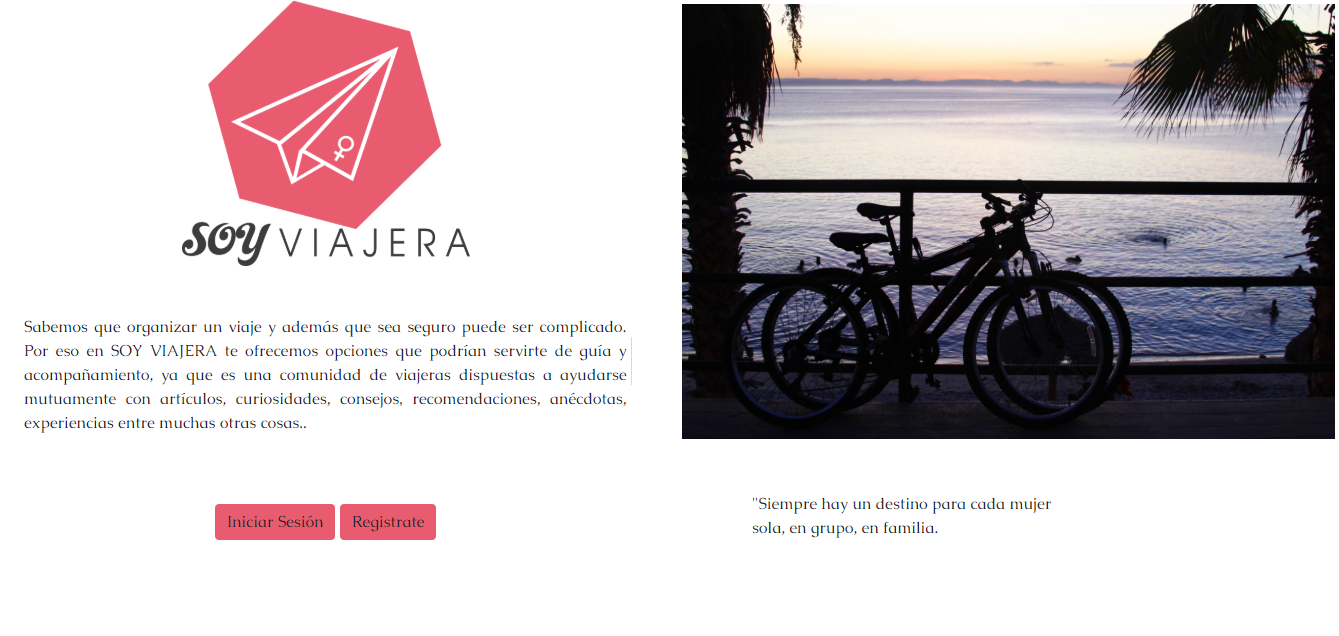 SOY VIAJERA
Sabemos que organizar un viaje y además que sea seguro puede ser complicado.
Por eso en SOY VIAJERA te ofrecemos opciones que podrían servirte de guía y
acompañamiento, ya que es una comunidad de viajeras dispuestas a ayudarse
mutuamente con artículos, curiosidades, consejos, recomendaciones, anécdotas,
experiencias entre muchas otras cosas..
Iniciar Sesión
Registrate
"Siempre hay un destino para cada mujer
sola, en grupo, en familia.